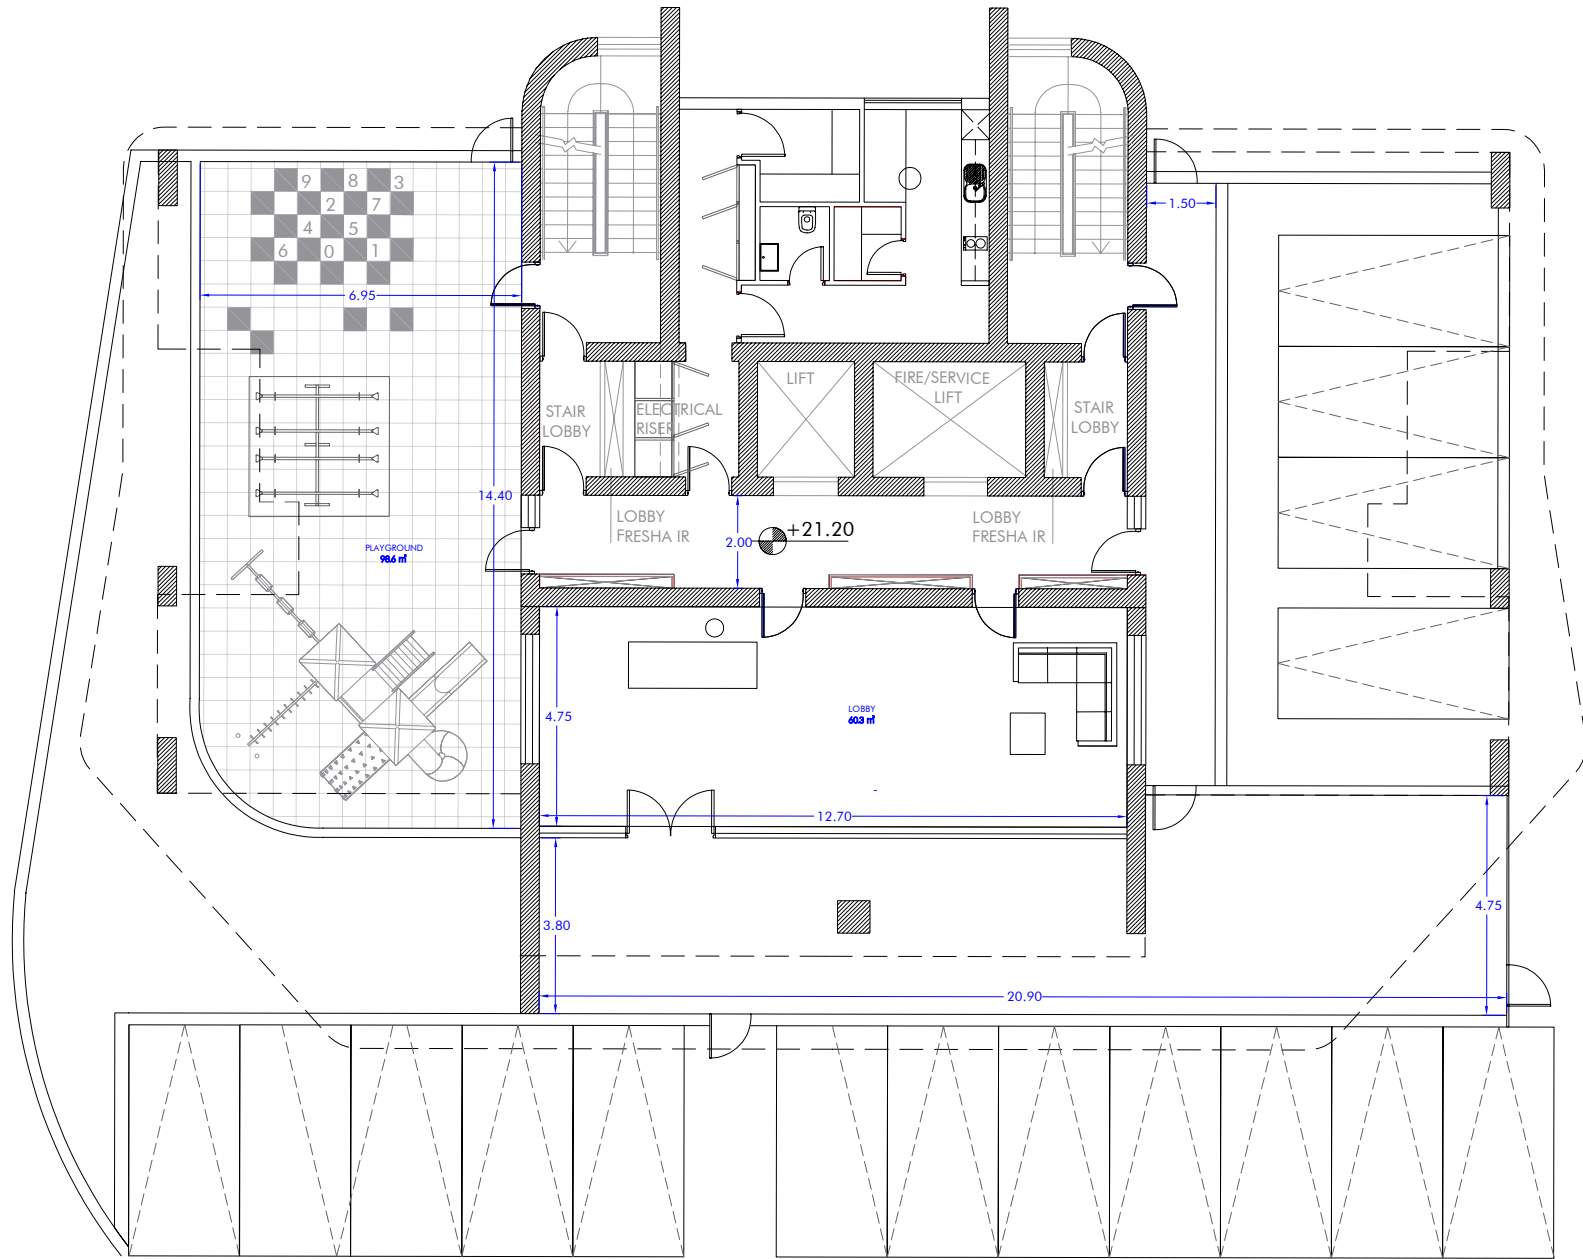 9 8 3
2 7
4 5
6 0 1
1.50
6.95
LIFT
FIRE/SERVICE
LIFT
STAIR
LOBBY
ELECTRICAL
RISER
STAIR
LOBBY
14.40
LOBBY
FRESHA IR
2.00
+21.20
LOBBY
FRESHA IR
PLAYGROUND
98.6 m²
4.75
LOBBY
60.3 m²
12.70
3.80
4.75
20.90